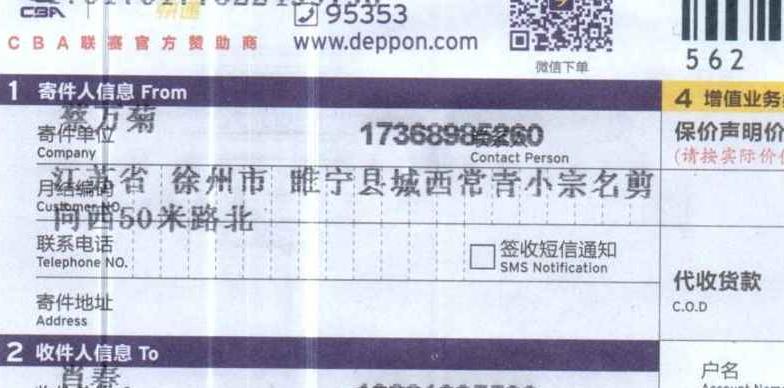 CBA
95353
CBA联赛官方赞助商
www.deppon.com
微信下单
562
1 寄件人信息 From
蔡万菊
寄件单位
Company
17368985260
Contact Person
江苏省 徐州市 睢宁县城西常青小宗名剪
月结编码
Customer NO.
向西50米路北
联系电话
Telephone NO.
签收短信通知
SMS Notification
寄件地址
Address
2 收件人信息 To
肖春
4 增值业务
保价声明价
(请按实际价
代收货款
C.O.D
户名